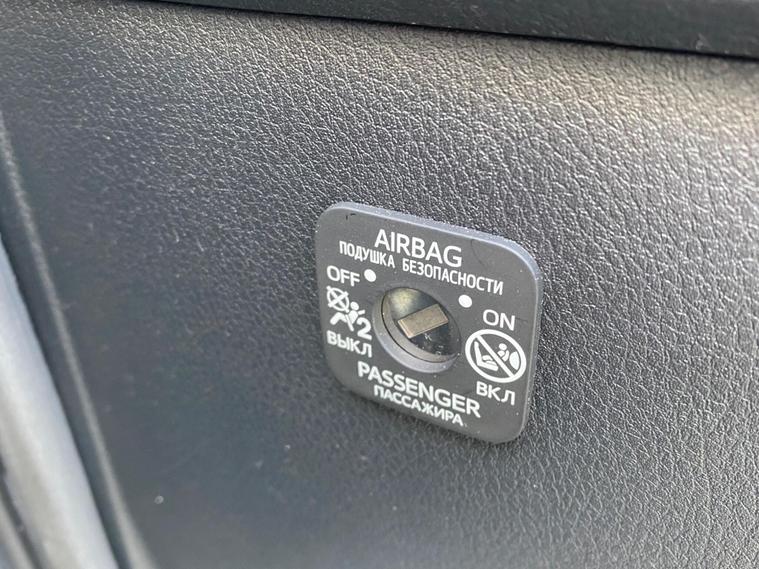 AIRBAG
ПОДУШКА БЕЗОПАСНОСТИ
OFF
ON
2
ВЫКЛ
ВКЛ
PASSENGER
ПАССАЖИРА